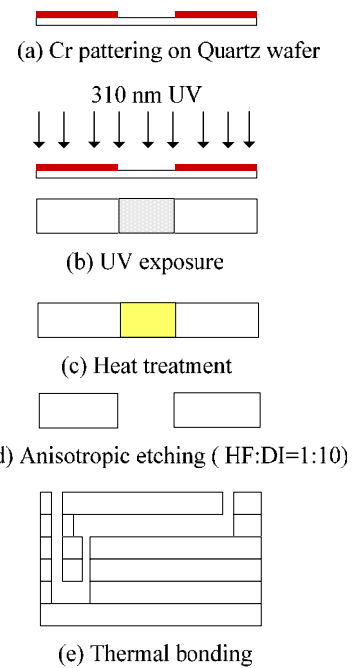 (a) Cr pattering on Quartz wafer
310 nm UV
(b) UV exposure
(c) Heat treatment
d) Anisotropic etching ( HF:DI=1:10)
(e) Thermal bonding